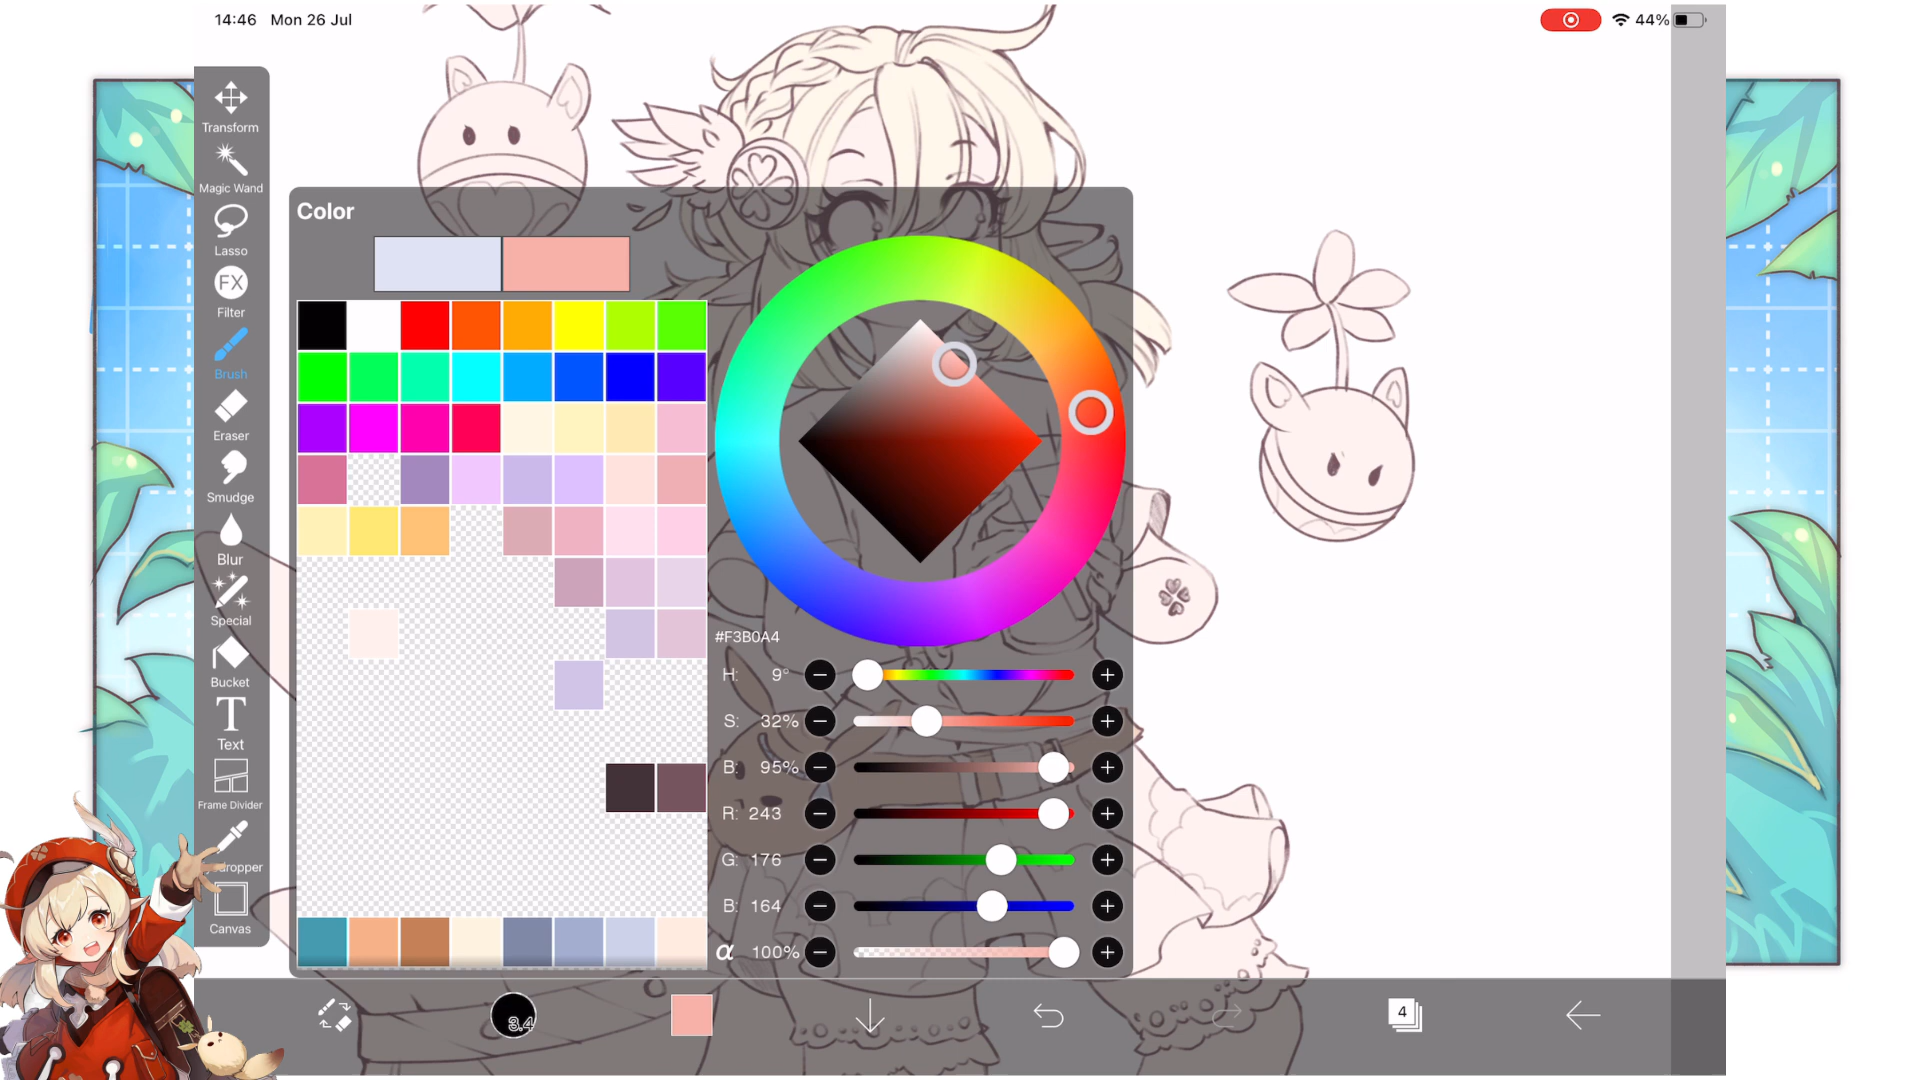 14:46 Mon 26 Jul
44%
Transform
Magic Wand
Lasso
FX
Filter
Brush
Eraser
Smudge
Blur
Special
Bucket
T
Text
Frame Divider
dropper
Canvas
Color
#F3B0A4
H: 9°
S: 32%
B: 95%
R: 243
G: 176
B: 164
α 100%
3.4
4